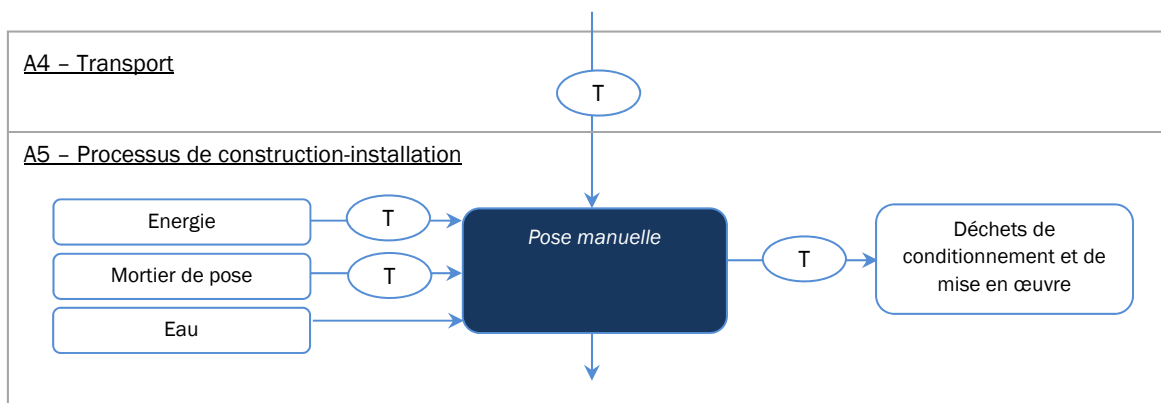 A4 – Transport
T
A5 – Processus de construction-installation
Energie
T
Mortier de pose
T
Eau
Pose manuelle
T
Déchets de
conditionnement et de
mise en œuvre